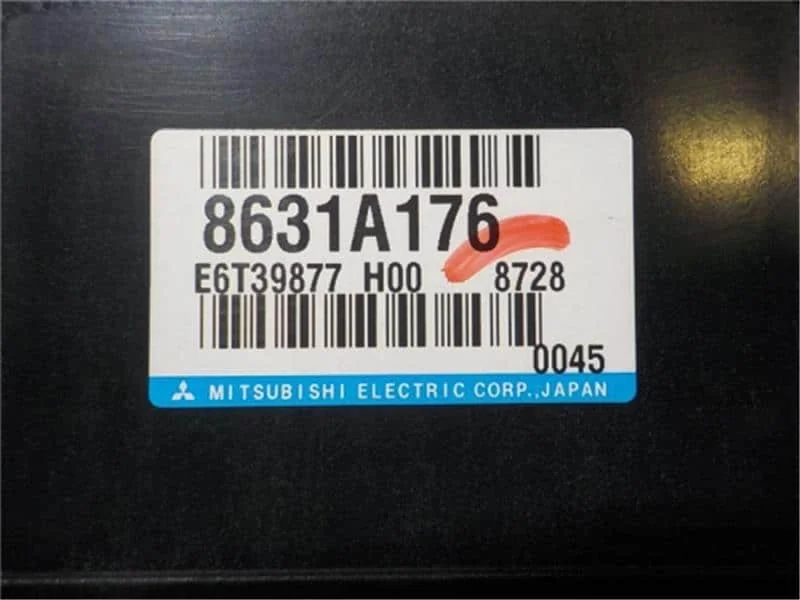 8631A176
E6T39877 H00 8728
0045
MITSUBISHI ELECTRIC CORP.,JAPAN